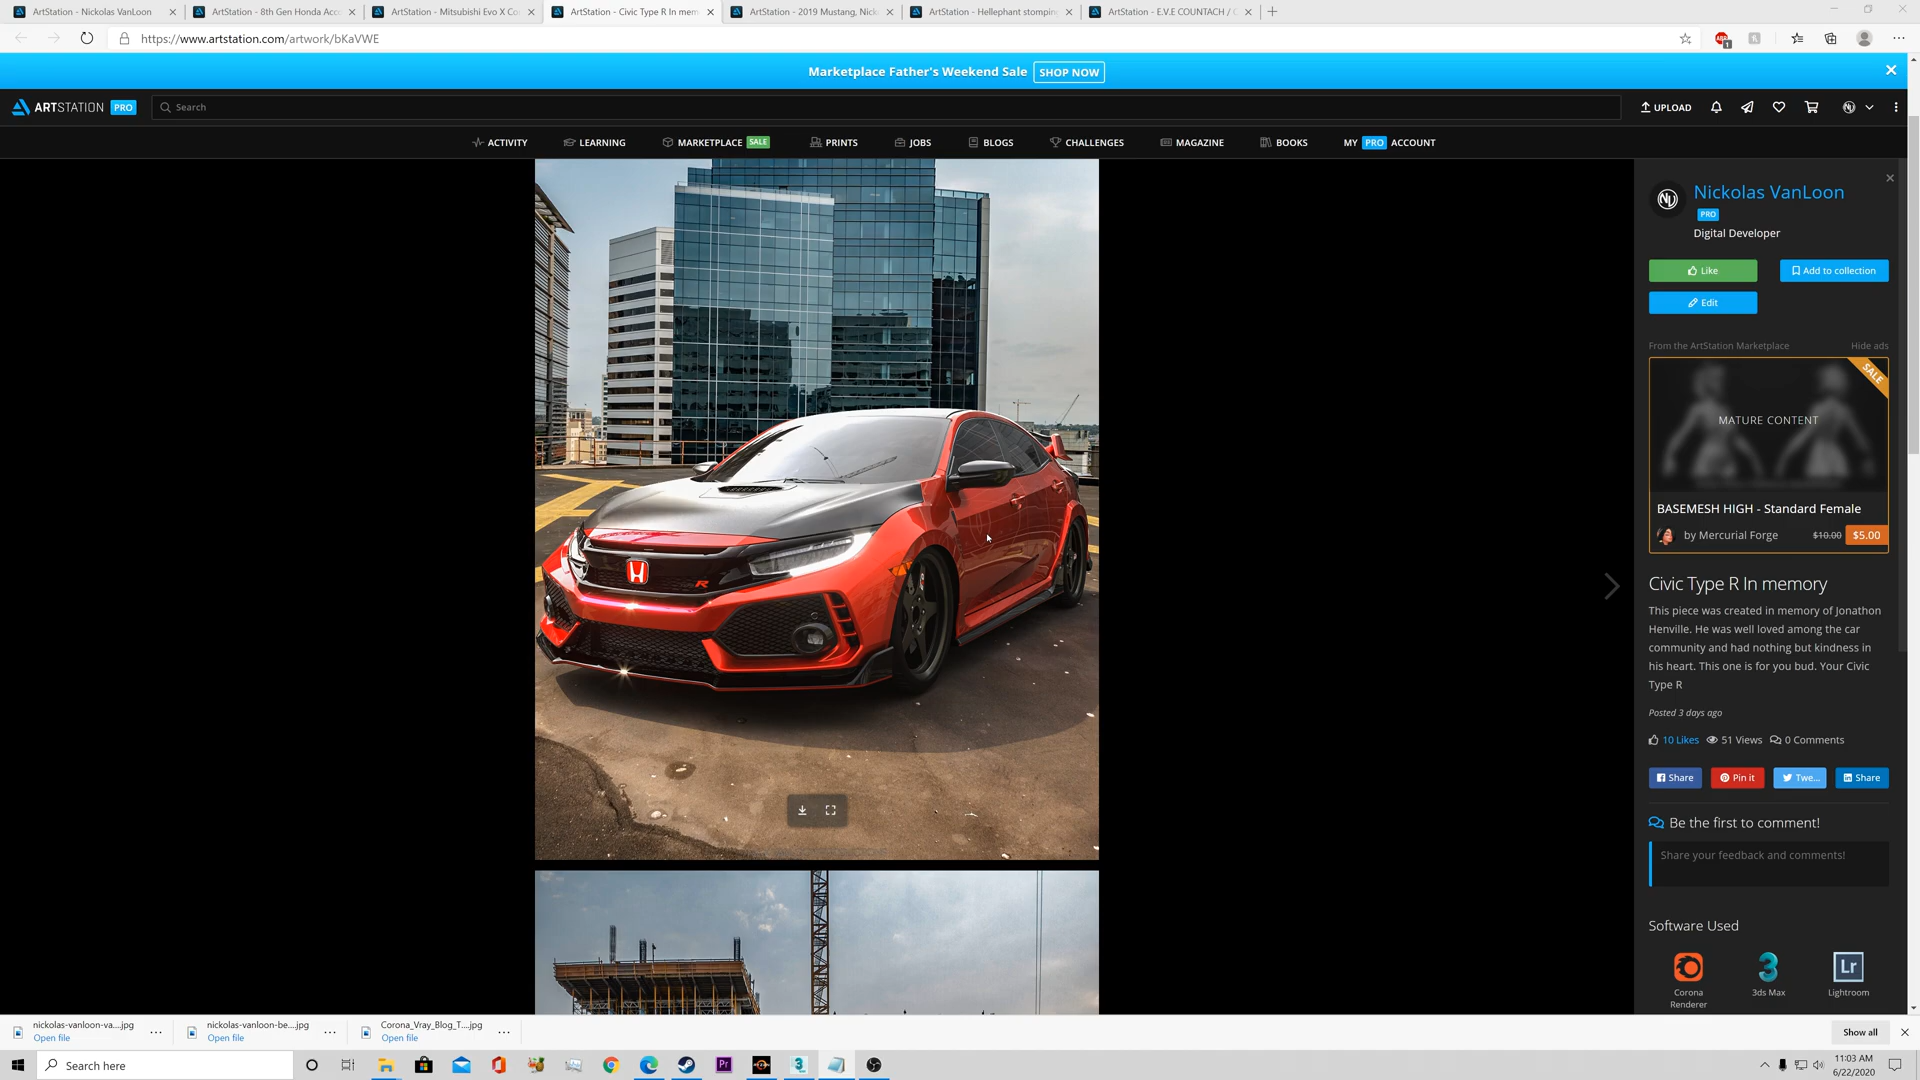 ArtStation - Nickolas VanLoon
ArtStation - 8th Gen Honda Acco
ArtStation - Mitsubishi Evo X Co
ArtStation - Civic Type R In mem
ArtStation - 2019 Mustang, Nick
ArtStation - Hellephant stomping
ArtStation - E.V.E COUNTACH / C
https://www.artstation.com/artwork/bKaVWE
Marketplace Father's Weekend Sale SHOP NOW
ARTSTATION PRO
Search
UPLOAD
ACTIVITY
LEARNING
MARKETPLACE SALE
PRINTS
JOBS
BLOGS
CHALLENGES
MAGAZINE
BOOKS
MY PRO ACCOUNT
Nickolas VanLoon
PRO
Digital Developer
Like
Add to collection
Edit
From the ArtStation Marketplace
Hide ads
SALE
MATURE CONTENT
BASEMESH HIGH - Standard Female
by Mercurial Forge
$10.00
$5.00
Civic Type R In memory
This piece was created in memory of Jonathon
Henville. He was well loved among the car
community and had nothing but kindness in
his heart. This one is for you bud. Your Civic
Type R
Posted 3 days ago
10 Likes 51 Views 0 Comments
Share
Pin it
Twe...
Share
Be the first to comment!
Share your feedback and comments!
Software Used
Corona
Renderer
3ds Max
Lr
Lightroom
nickolas-vanloon-va....jpg
Open file
nickolas-vanloon-be....jpg
Open file
Corona_Vray_Blog_T....jpg
Open file
Show all
Search here
Pr
11:03 AM
6/22/2020